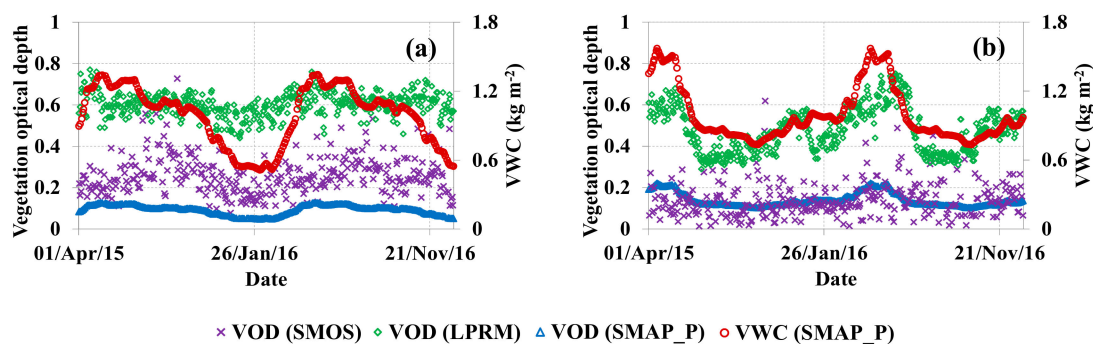 1
0.8
0.6
0.4
0.2
0
Vegetation optical depth
(a)
1.8
1.2
0.6
0
VWC (kg m-2)
01/Apr/15 26/Jan/16 21/Nov/16
Date
1
0.8
0.6
0.4
0.2
0
Vegetation optical depth
(b)
1.8
1.2
0.6
0
VWC (kg m-2)
01/Apr/15 26/Jan/16 21/Nov/16
Date
VOD (SMOS) VOD (LPRM) VOD (SMAP_P) VWC (SMAP_P)